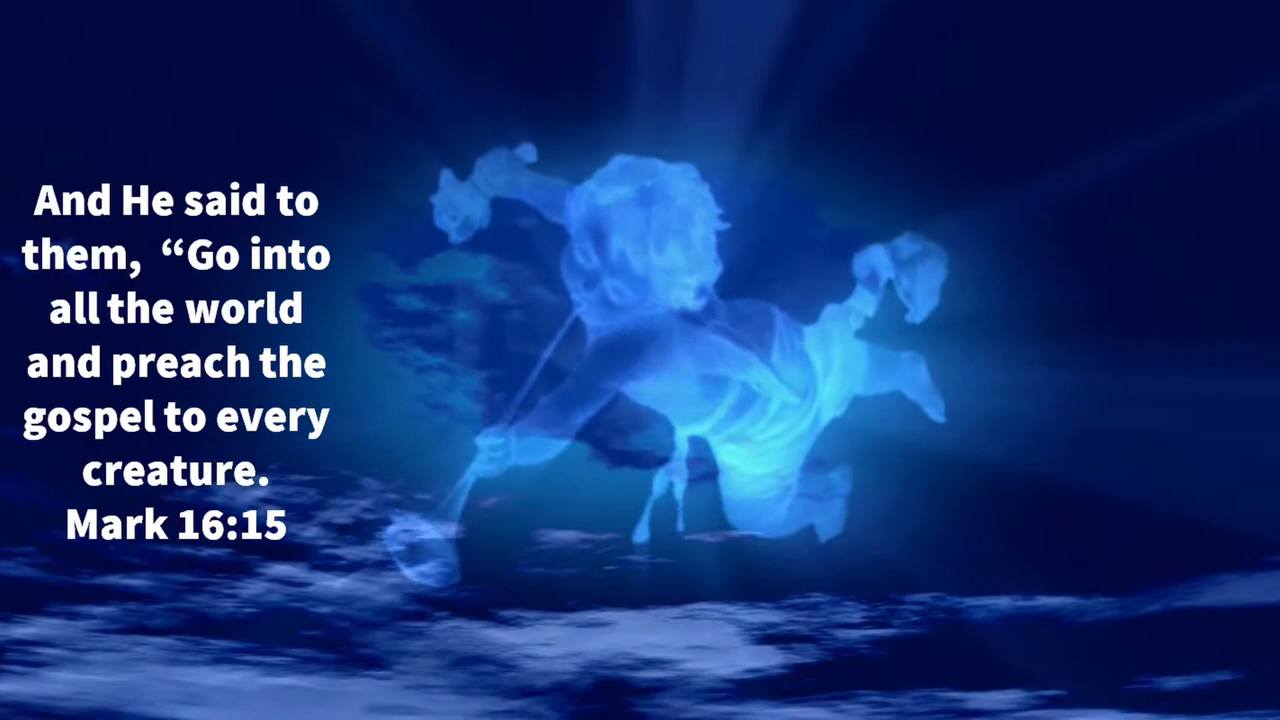 And He said to
them,  “Go into
all the world
and preach the
gospel to every
creature.
Mark 16:15